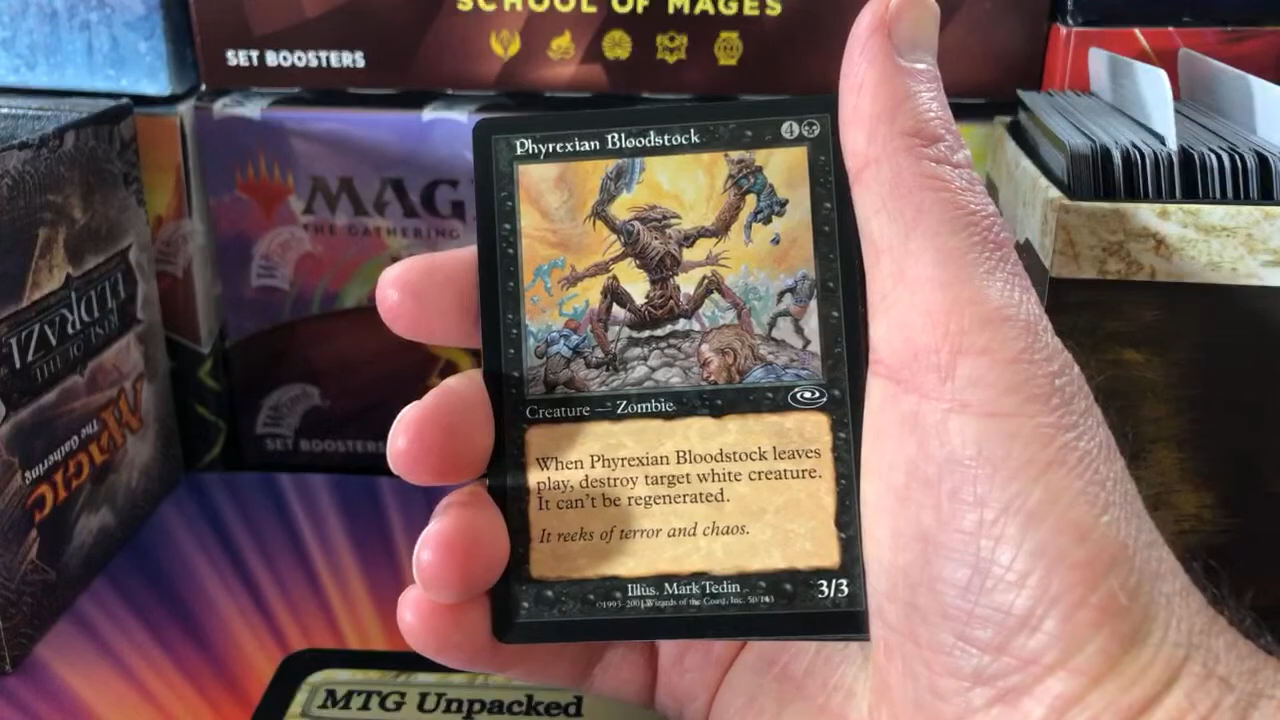 SCHOOL OF MAGES
SET BOOSTERS
MAG
THE GATHERING
SET BOOSTERS
RISE OF THE
ELDRAZI
MAGIC
The Gathering
Phyrexian Bloodstock
4
Creature — Zombie
When Phyrexian Bloodstock leaves
play, destroy target white creature.
It can't be regenerated.
It reeks of terror and chaos.
Illus. Mark Tedin
©1993–2001 Wizards of the Coast, Inc. 50/143
3/3
MTG Unpacked